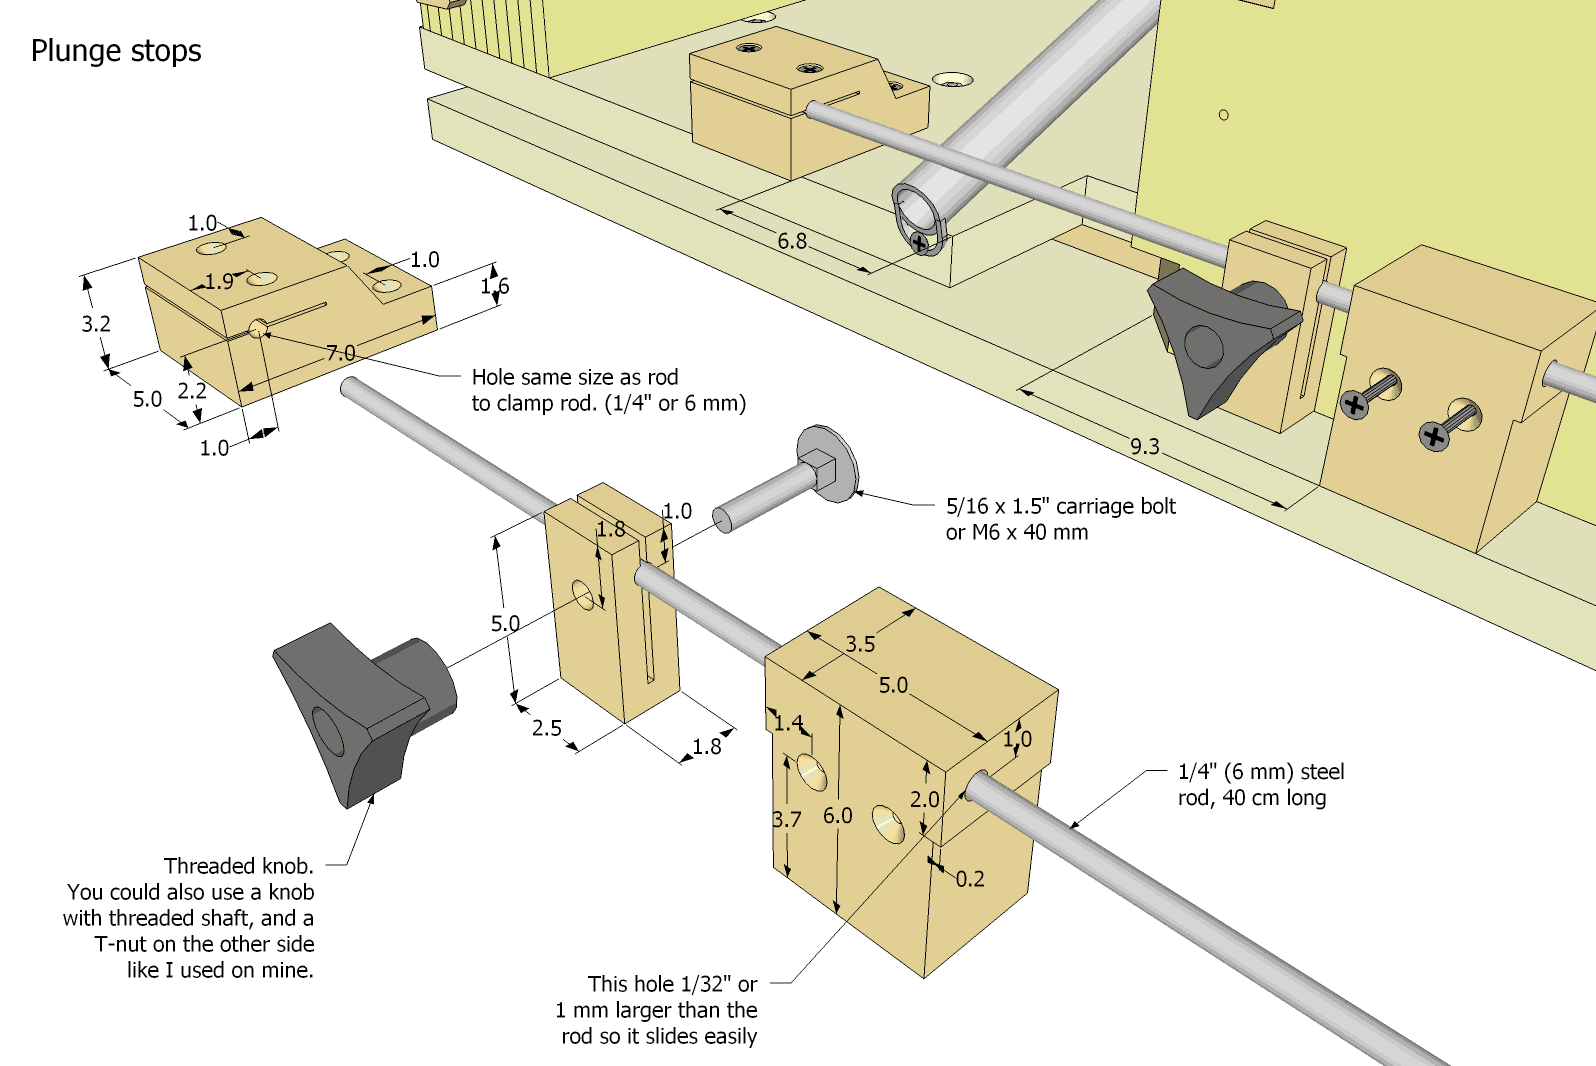 Plunge stops
1.0
1.9
1.0
1.6
3.2
7.0
5.0
2.2
1.0
Hole same size as rod
to clamp rod. (1/4" or 6 mm)
6.8
9.3
5/16 x 1.5" carriage bolt
or M6 x 40 mm
1.8
1.0
5.0
2.5
1.8
3.5
5.0
1.4
1.0
2.0
3.7
6.0
0.2
1/4" (6 mm) steel
rod, 40 cm long
Threaded knob.
You could also use a knob
with threaded shaft, and a
T-nut on the other side
like I used on mine.
This hole 1/32" or
1 mm larger than the
rod so it slides easily